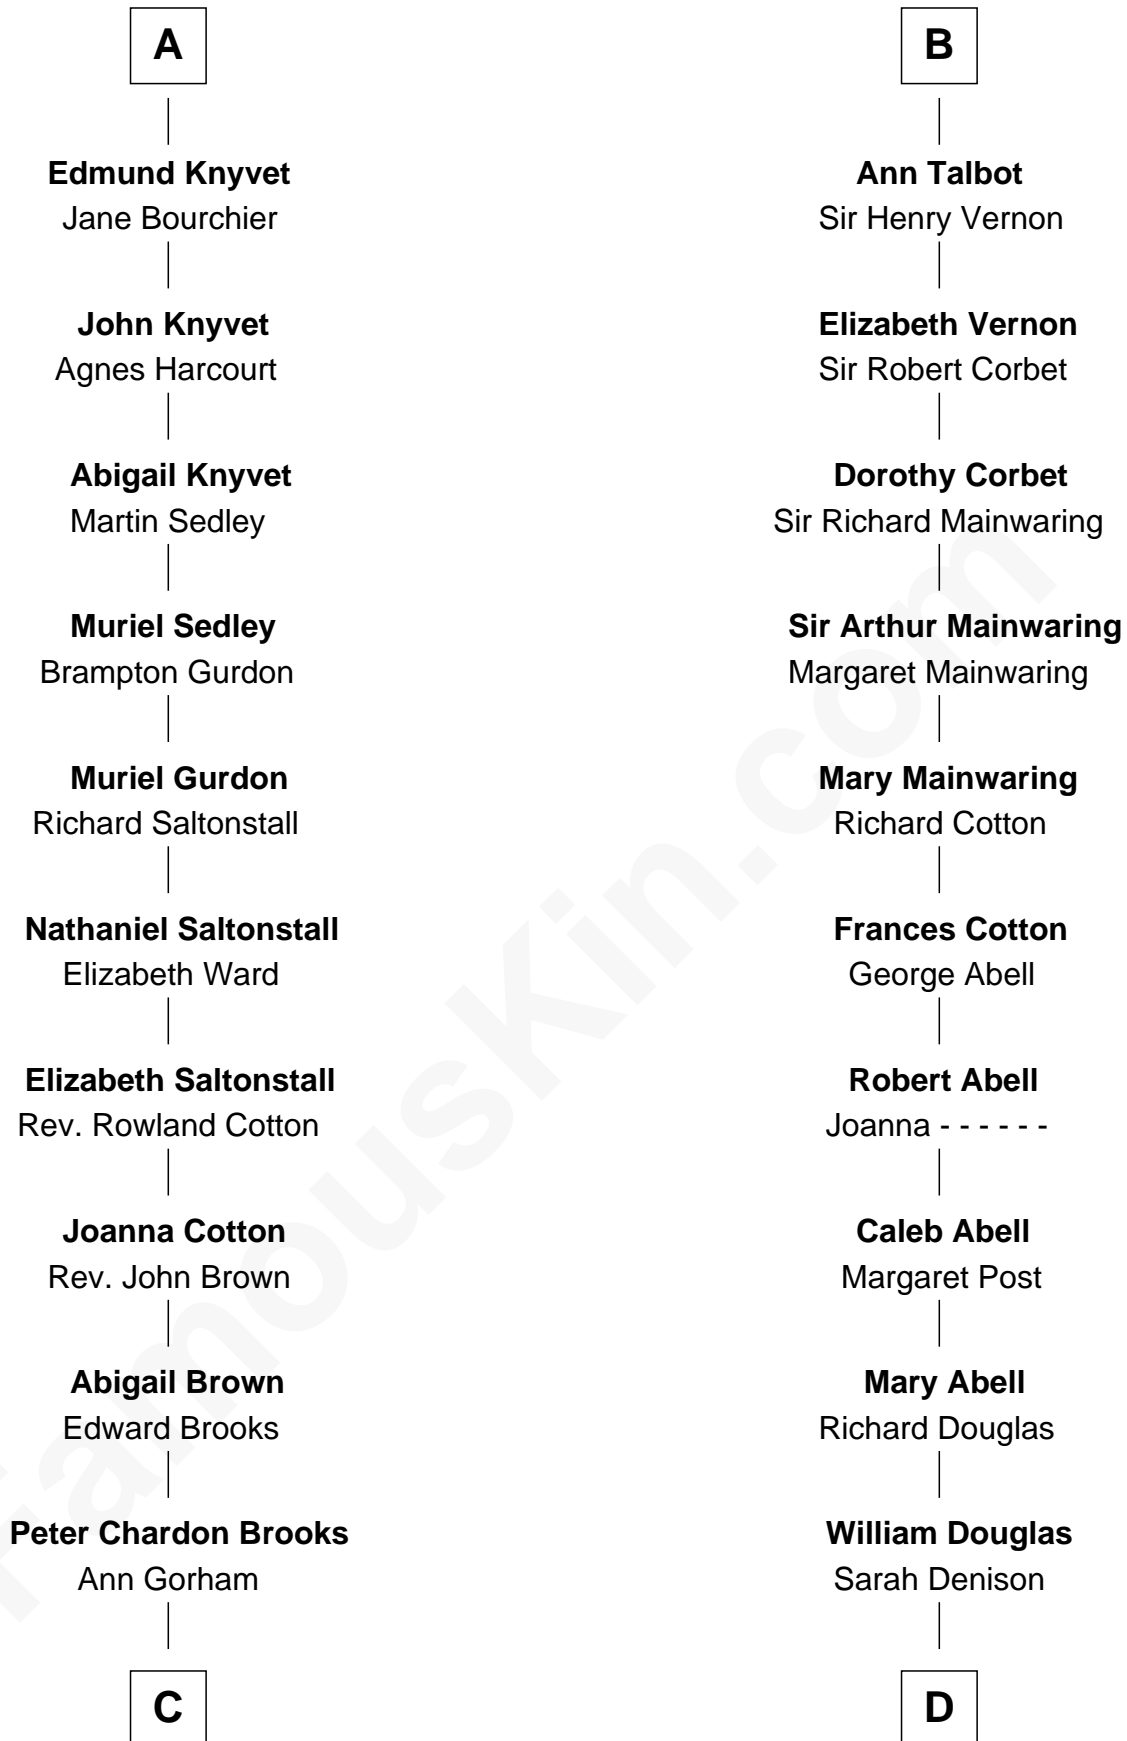 A
Edmund Knyvet
Jane Bourchier
John Knyvet
Agnes Harcourt
Abigail Knyvet
Martin Sedley
Muriel Sedley
Brampton Gurdon
Muriel Gurdon
Richard Saltonstall
Nathaniel Saltonstall
Elizabeth Ward
Elizabeth Saltonstall
Rev. Rowland Cotton
Joanna Cotton
Rev. John Brown
Abigail Brown
Edward Brooks
Peter Chardon Brooks
Ann Gorham
C
B
Ann Talbot
Sir Henry Vernon
Elizabeth Vernon
Sir Robert Corbet
Dorothy Corbet
Sir Richard Mainwaring
Sir Arthur Mainwaring
Margaret Mainwaring
Mary Mainwaring
Richard Cotton
Frances Cotton
George Abell
Robert Abell
Joanna - - - - - -
Caleb Abell
Margaret Post
Mary Abell
Richard Douglas
William Douglas
Sarah Denison
D
FamousKin.com